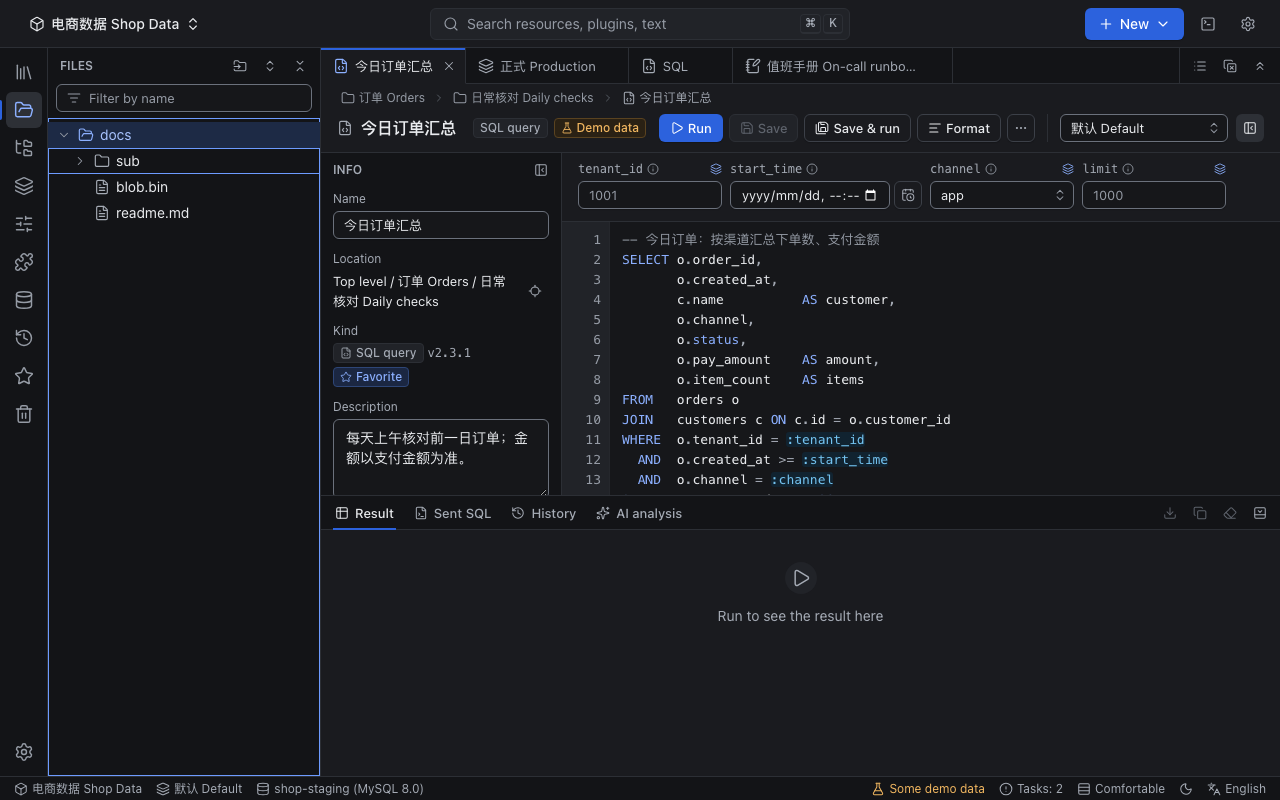 电商数据 Shop Data
Search resources, plugins, text
⌘ K
New
FILES
Filter by name
docs
sub
blob.bin
readme.md
今日订单汇总
正式 Production
SQL
值班手册 On-call runbo...
订单 Orders
日常核对 Daily checks
今日订单汇总
今日订单汇总
SQL query
Demo data
Run
Save
Save & run
Format
默认 Default
INFO
Name
今日订单汇总
Location
Top level / 订单 Orders / 日常
核对 Daily checks
Kind
SQL query v2.3.1
Favorite
Description
每天上午核对前一日订单；金
额以支付金额为准。
tenant_id
1001
start_time
yyyy/mm/dd, --:--
channel
app
limit
1000
1 -- 今日订单：按渠道汇总下单数、支付金额
2 SELECT o.order_id,
3 o.created_at,
4 c.name AS customer,
5 o.channel,
6 o.status,
7 o.pay_amount AS amount,
8 o.item_count AS items
9 FROM orders o
10 JOIN customers c ON c.id = o.customer_id
11 WHERE o.tenant_id = :tenant_id
12 AND o.created_at >= :start_time
13 AND o.channel = :channel
Result
Sent SQL
History
AI analysis
Run to see the result here
电商数据 Shop Data
默认 Default
shop-staging (MySQL 8.0)
Some demo data
Tasks: 2
Comfortable
English